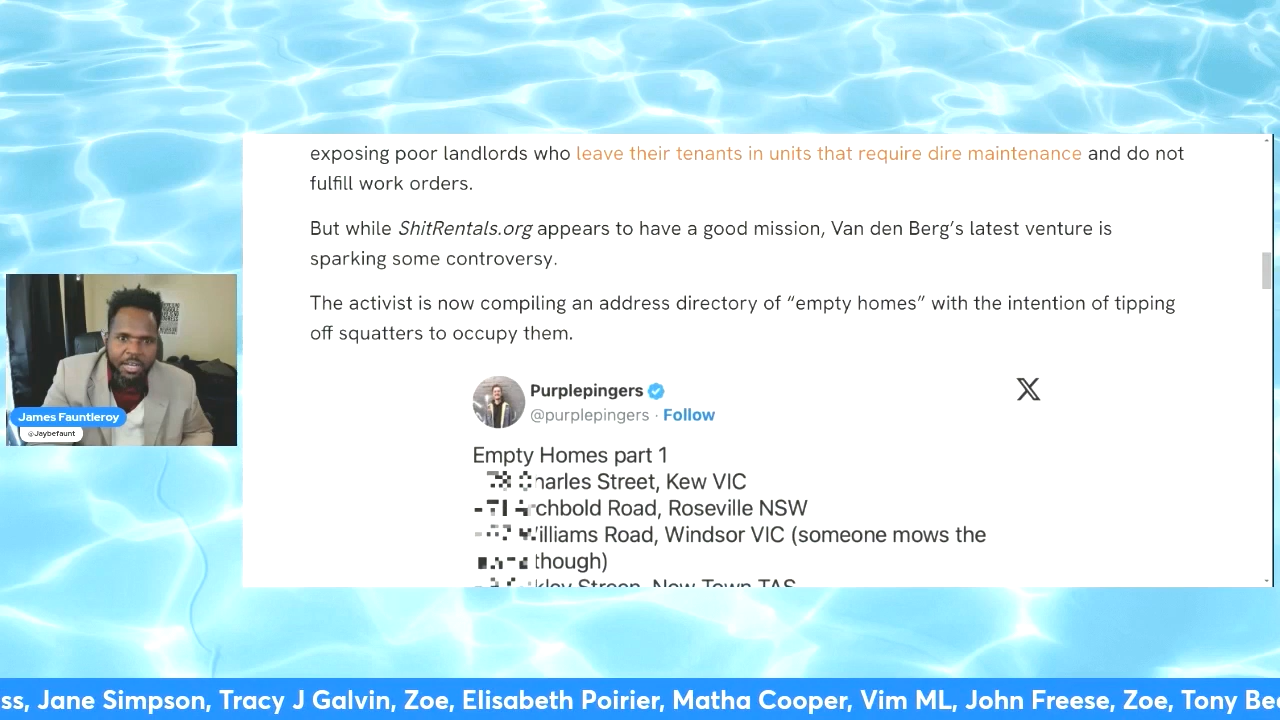 exposing poor landlords who leave their tenants in units that require dire maintenance and do not
fulfill work orders.
But while ShitRentals.org appears to have a good mission, Van den Berg’s latest venture is
sparking some controversy.
The activist is now compiling an address directory of “empty homes” with the intention of tipping
off squatters to occupy them.
Purplepingers
@purplepingers · Follow
Empty Homes part 1
harles Street, Kew VIC
chbold Road, Roseville NSW
illiams Road, Windsor VIC (someone mows the
though)
New Town TAS
James Fauntleroy
@Jaybefaunt
ss, Jane Simpson, Tracy J Galvin, Zoe, Elisabeth Poirier, Matha Cooper, Vim ML, John Freese, Zoe, Tony Be